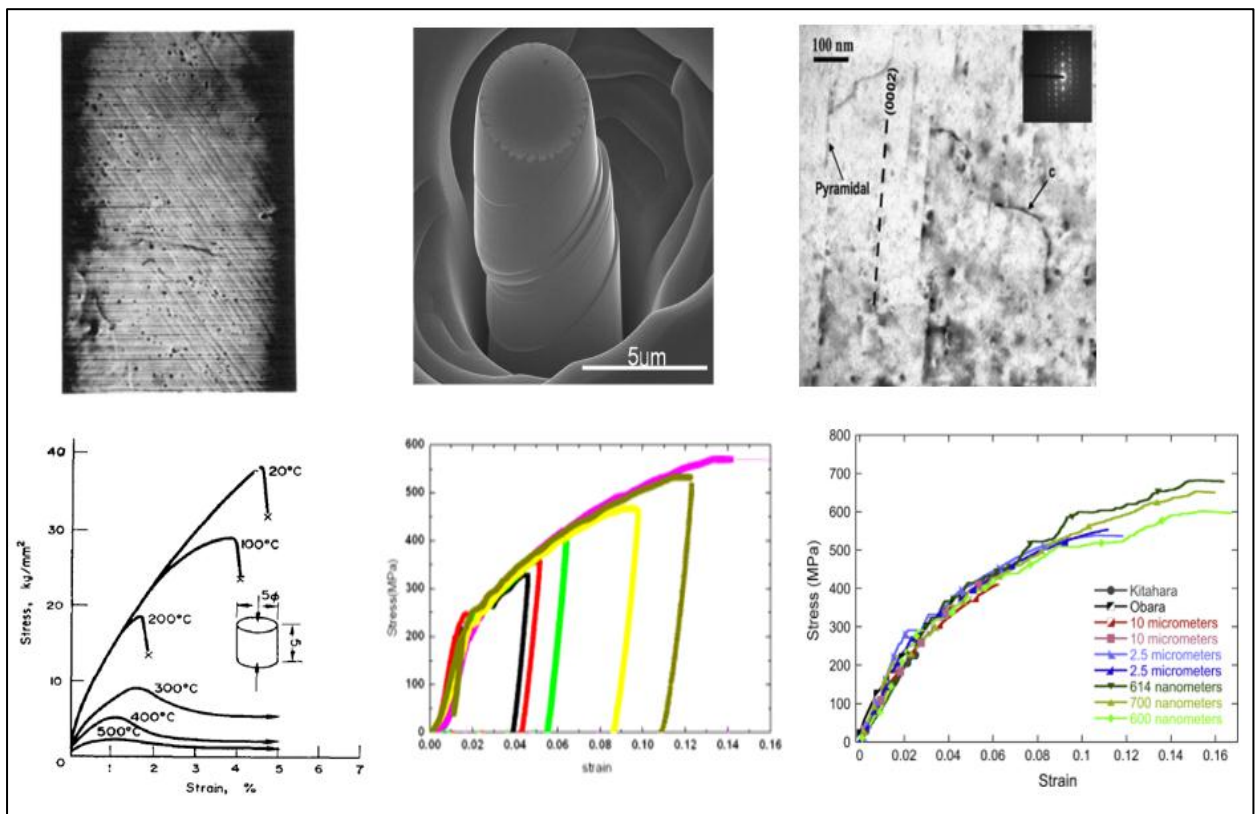 100 nm
(0002)
Pyramidal
c
5um
40
30
20
10
0
Stress, kg/mm²
20°C
100°C
200°C
300°C
400°C
500°C
5ϕ
5
1
2
3
4
5
6
7
Strain, %
600
500
400
300
200
100
0
Stress(MPa)
0.00
0.02
0.04
0.06
0.08
0.10
0.12
0.14
0.16
strain
800
700
600
500
400
300
200
100
0
Stress (MPa)
Kitahara
Obara
10 micrometers
10 micrometers
2.5 micrometers
2.5 micrometers
614 nanometers
700 nanometers
600 nanometers
0
0.02
0.04
0.06
0.08
0.1
0.12
0.14
0.16
Strain